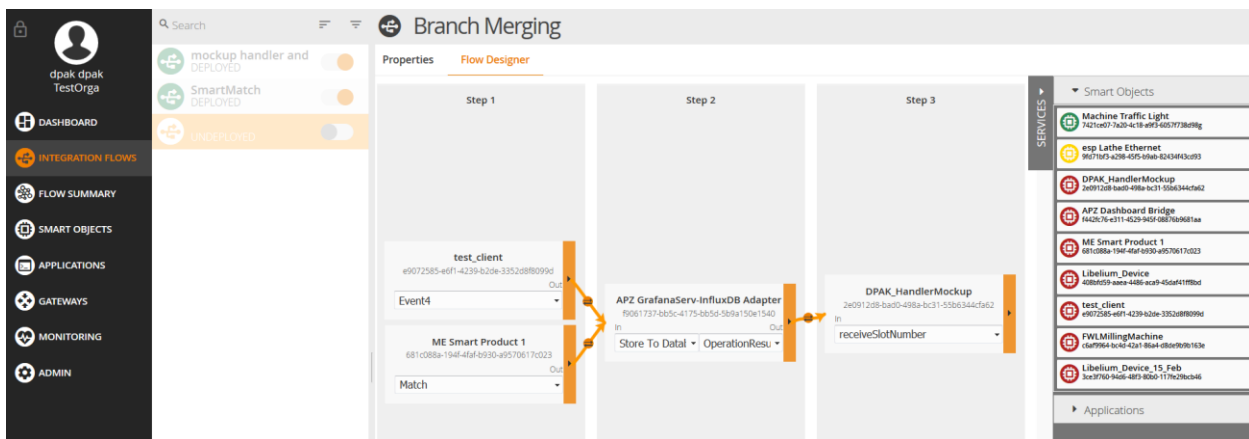 dpak dpak
TestOrga
DASHBOARD
INTEGRATION FLOWS
FLOW SUMMARY
SMART OBJECTS
APPLICATIONS
GATEWAYS
MONITORING
ADMIN
Search
mockup handler and
DEPLOYED
SmartMatch
DEPLOYED
UNDEPLOYED
Branch Merging
Properties Flow Designer
Step 1
test_client
e9072585-e6f1-4239-b2de-3352d8f8099d
Out
Event4
ME Smart Product 1
681c088a-194f-4faf-b930-a9570617c023
Out
Match
Step 2
APZ GrafanaServ-InfluxDB Adapter
f9061737-bb5c-4175-bb5d-5b9a150e1540
In Out
Store To Datal OperationResu
Step 3
DPAK_HandlerMockup
2e0912d8-bad0-498a-bc31-55b6344cfa62
In
receiveSlotNumber
SERVICES
Smart Objects
Machine Traffic Light
7421ce07-7a20-4c18-a9f3-6057f738d98g
esp Lathe Ethernet
9fd71bf3-a298-45f5-b9ab-82434f43cd93
DPAK_HandlerMockup
2e0912d8-bad0-498a-bc31-55b6344cfa62
APZ Dashboard Bridge
f442fc76-e311-4529-945f-08876b9681aa
ME Smart Product 1
681c088a-194f-4faf-b930-a9570617c023
Libelium_Device
408bfd59-aaea-4486-aca9-45daf441ff8bd
test_client
e9072585-e6f1-4239-b2de-3352d8f8099d
FWLMillingMachine
c6af9964-bc4d-42a1-86a4-d8de9b9b163e
Libelium_Device_15_Feb
3ce3f760-94d6-48f3-80b0-117fe29bcb46
Applications